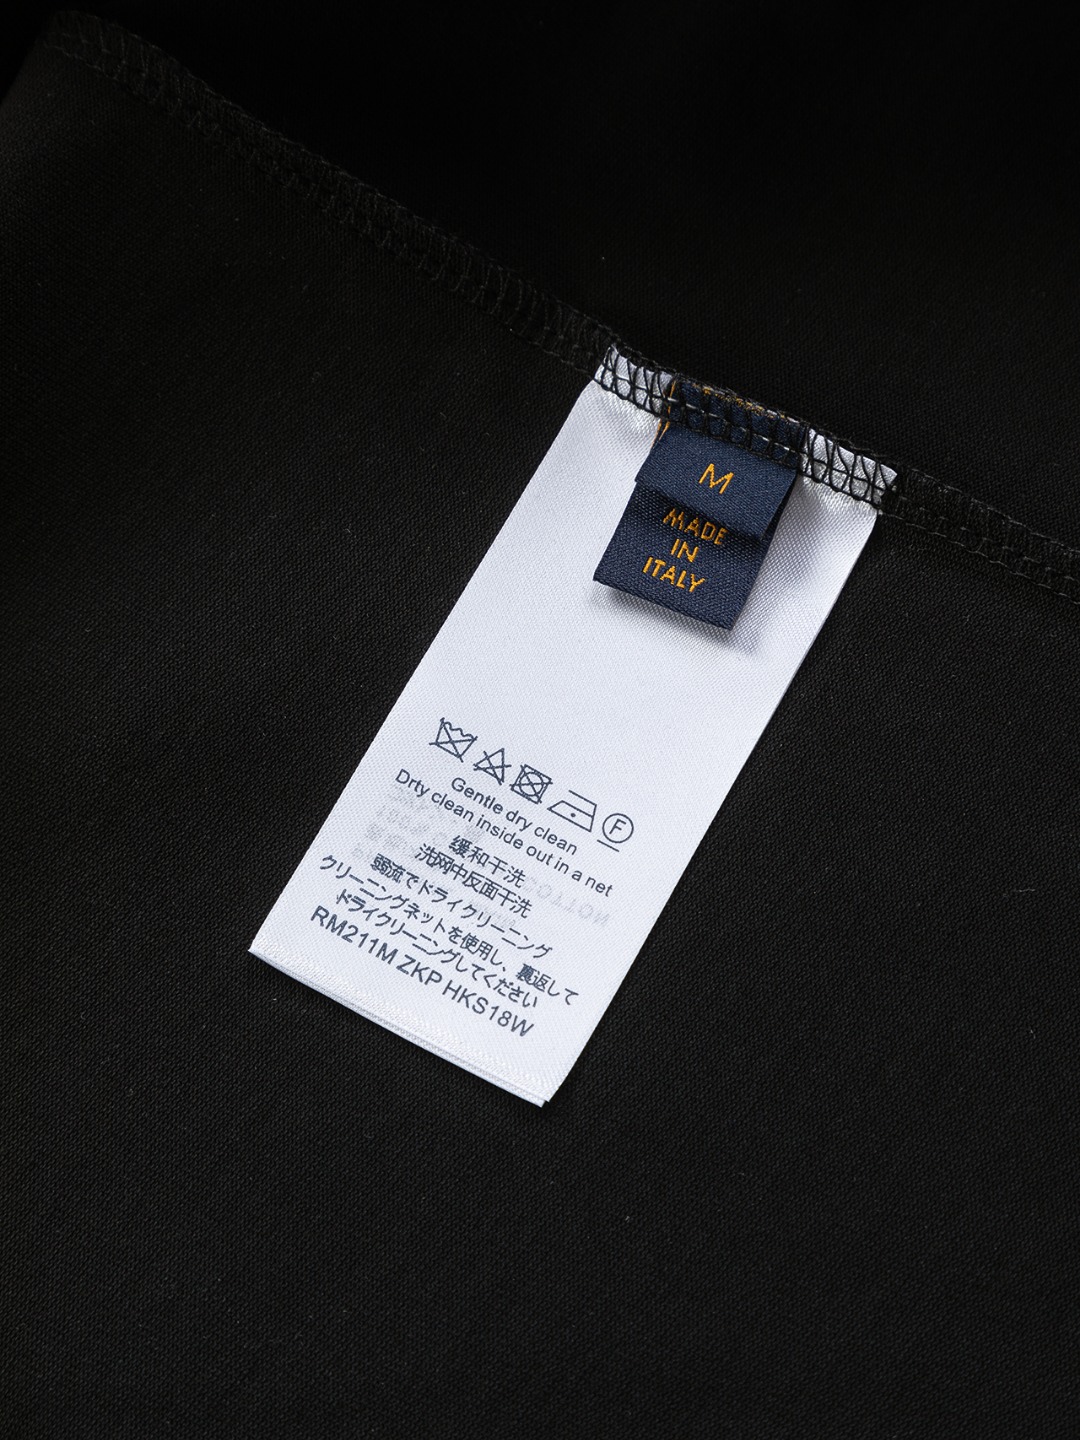 M
MADE
IN
ITALY
F
Gentle dry clean
Drty clean inside out in a net
缓和干洗
洗网中反面干洗
弱流でドライクリーニング
クリーニングネットを使用し、裏返して
ドライクリーニングしてください
RM211M ZKP HKS18W